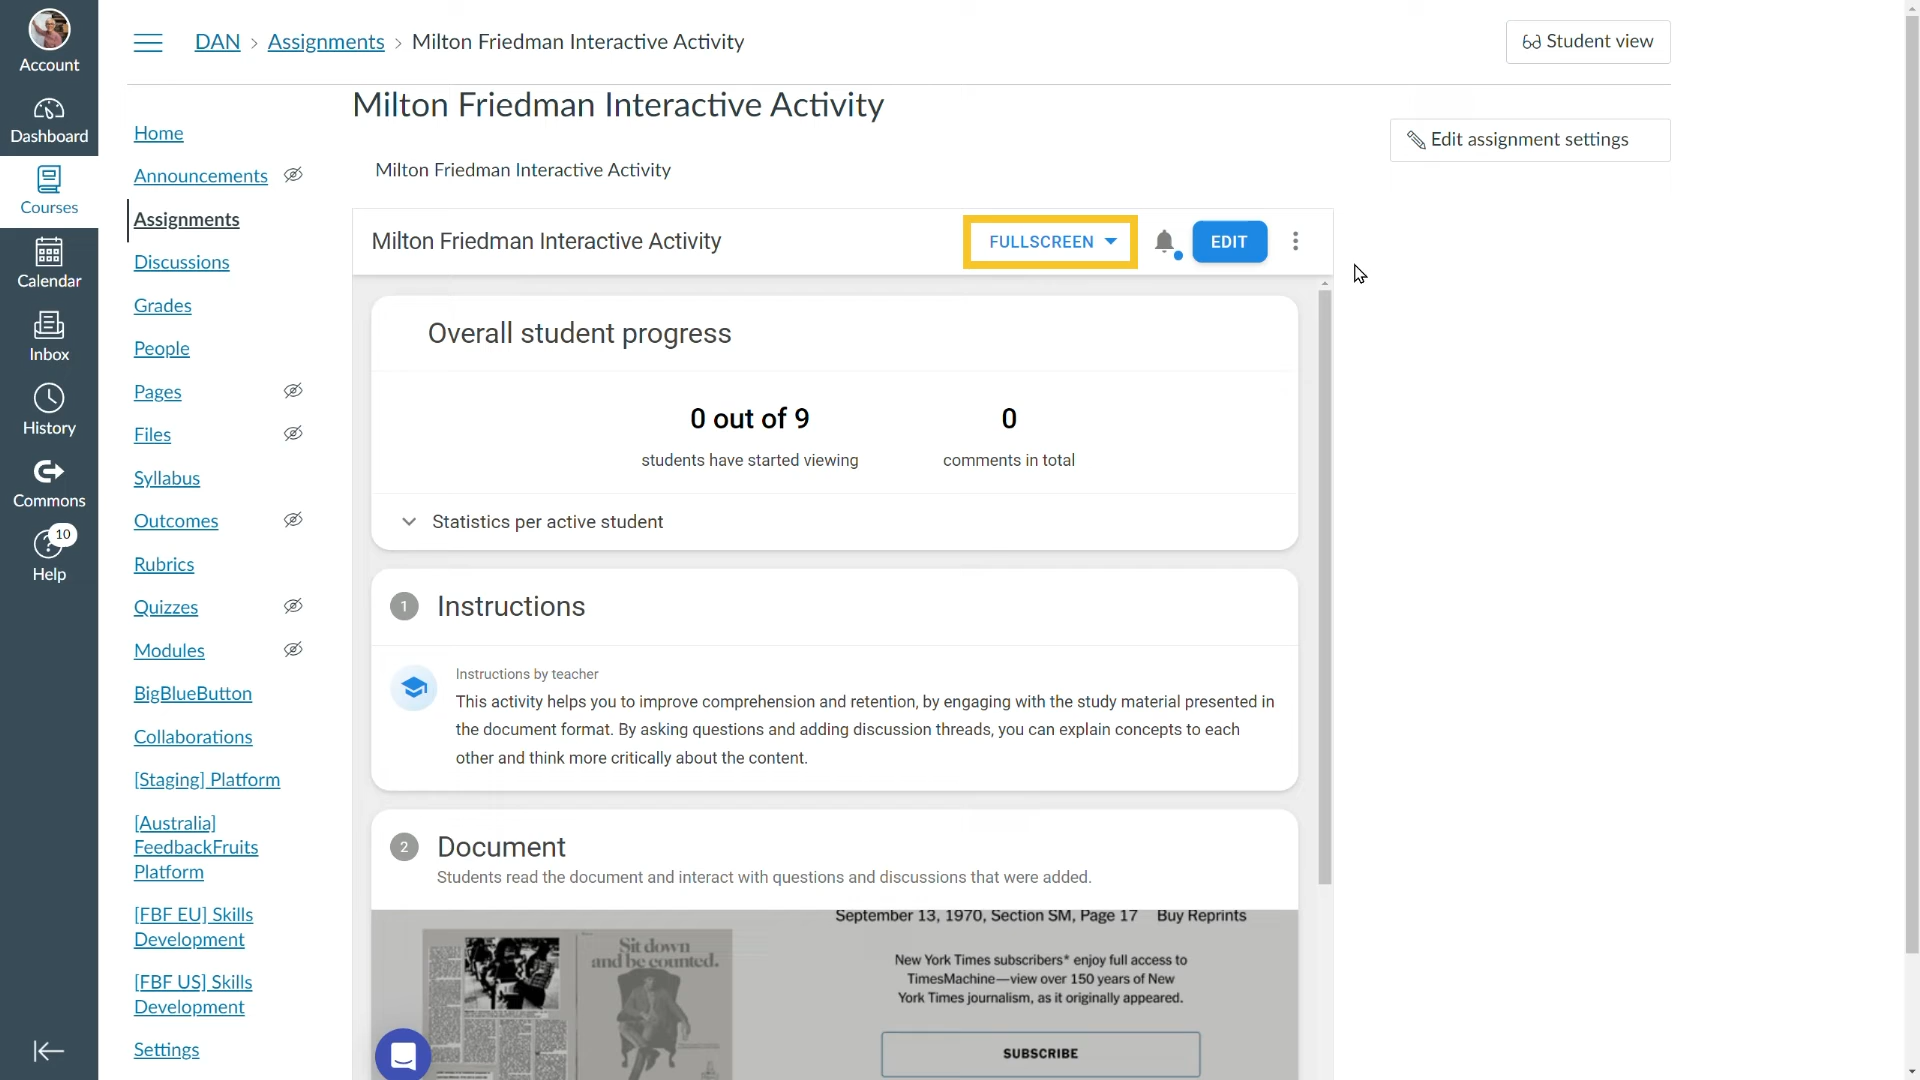 Account
Dashboard
Courses
Calendar
Inbox
History
Commons
10
Help
DAN > Assignments > Milton Friedman Interactive Activity
Student view
Home
Announcements
Assignments
Discussions
Grades
People
Pages
Files
Syllabus
Outcomes
Rubrics
Quizzes
Modules
BigBlueButton
Collaborations
[Staging] Platform
[Australia]
FeedbackFruits
Platform
[FBF EU] Skills
Development
[FBF US] Skills
Development
Settings
Milton Friedman Interactive Activity
Edit assignment settings
Milton Friedman Interactive Activity
Milton Friedman Interactive Activity
FULLSCREEN
EDIT
Overall student progress
0 out of 9
students have started viewing
0
comments in total
Statistics per active student
1
Instructions
Instructions by teacher
This activity helps you to improve comprehension and retention, by engaging with the study material presented in
the document format. By asking questions and adding discussion threads, you can explain concepts to each
other and think more critically about the content.
2
Document
Students read the document and interact with questions and discussions that were added.
September 13, 1970, Section SM, Page 17 Buy Reprints
Sit down
and be counted.
New York Times subscribers* enjoy full access to
TimesMachine—view over 150 years of New
York Times journalism, as it originally appeared.
SUBSCRIBE